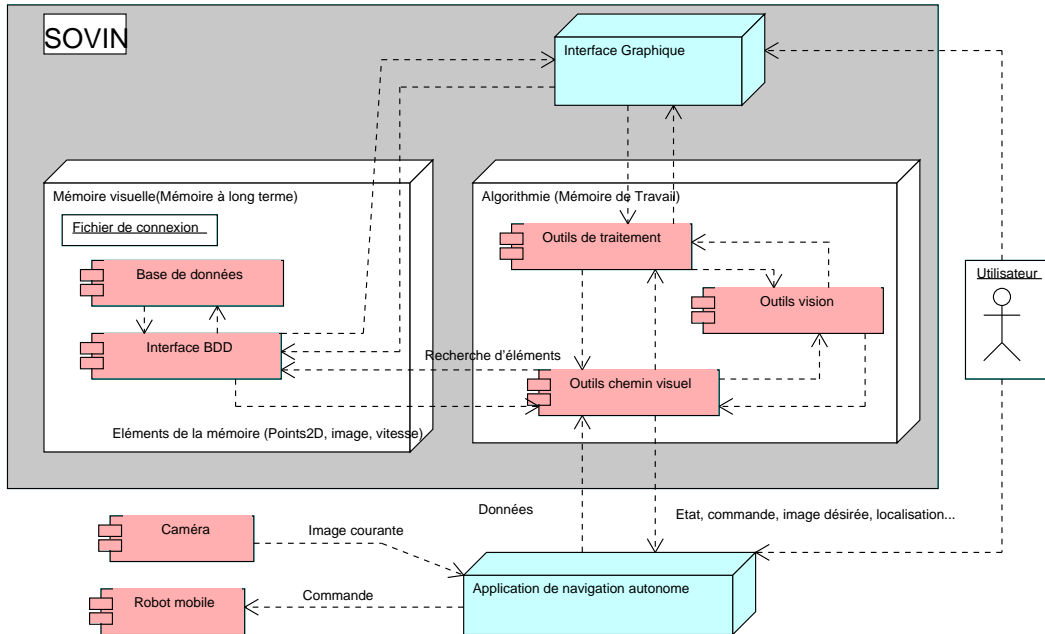 SOVIN
Interface Graphique
Mémoire visuelle(Mémoire à long terme)
Algorithmie (Mémoire de Travail)
Fichier de connexion
Outils de traitement
Base de données
Utilisateur
Outils vision
Interface BDD
Recherche d'éléments
Outils chemin visuel
Eléments de la mémoire (Points2D, image, vitesse)
Données
Etat, commande, image désirée, localisation...
Caméra
Image courante
Application de navigation autonome
Commande
Robot mobile